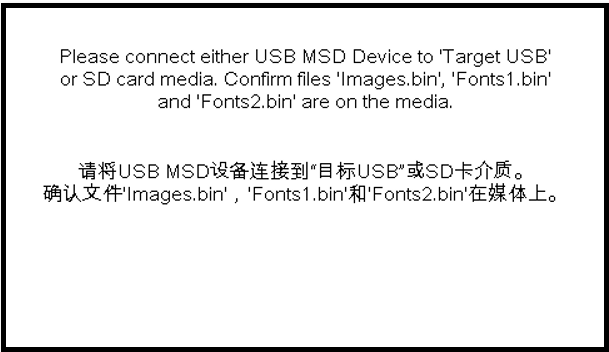 Please connect either USB MSD Device to 'Target USB'
or SD card media. Confirm files 'Images.bin', 'Fonts1.bin'
and 'Fonts2.bin' are on the media.
请将USB MSD设备连接到“目标USB”或SD卡介质。
确认文件'Images.bin'，'Fonts1.bin'和'Fonts2.bin'在媒体上。